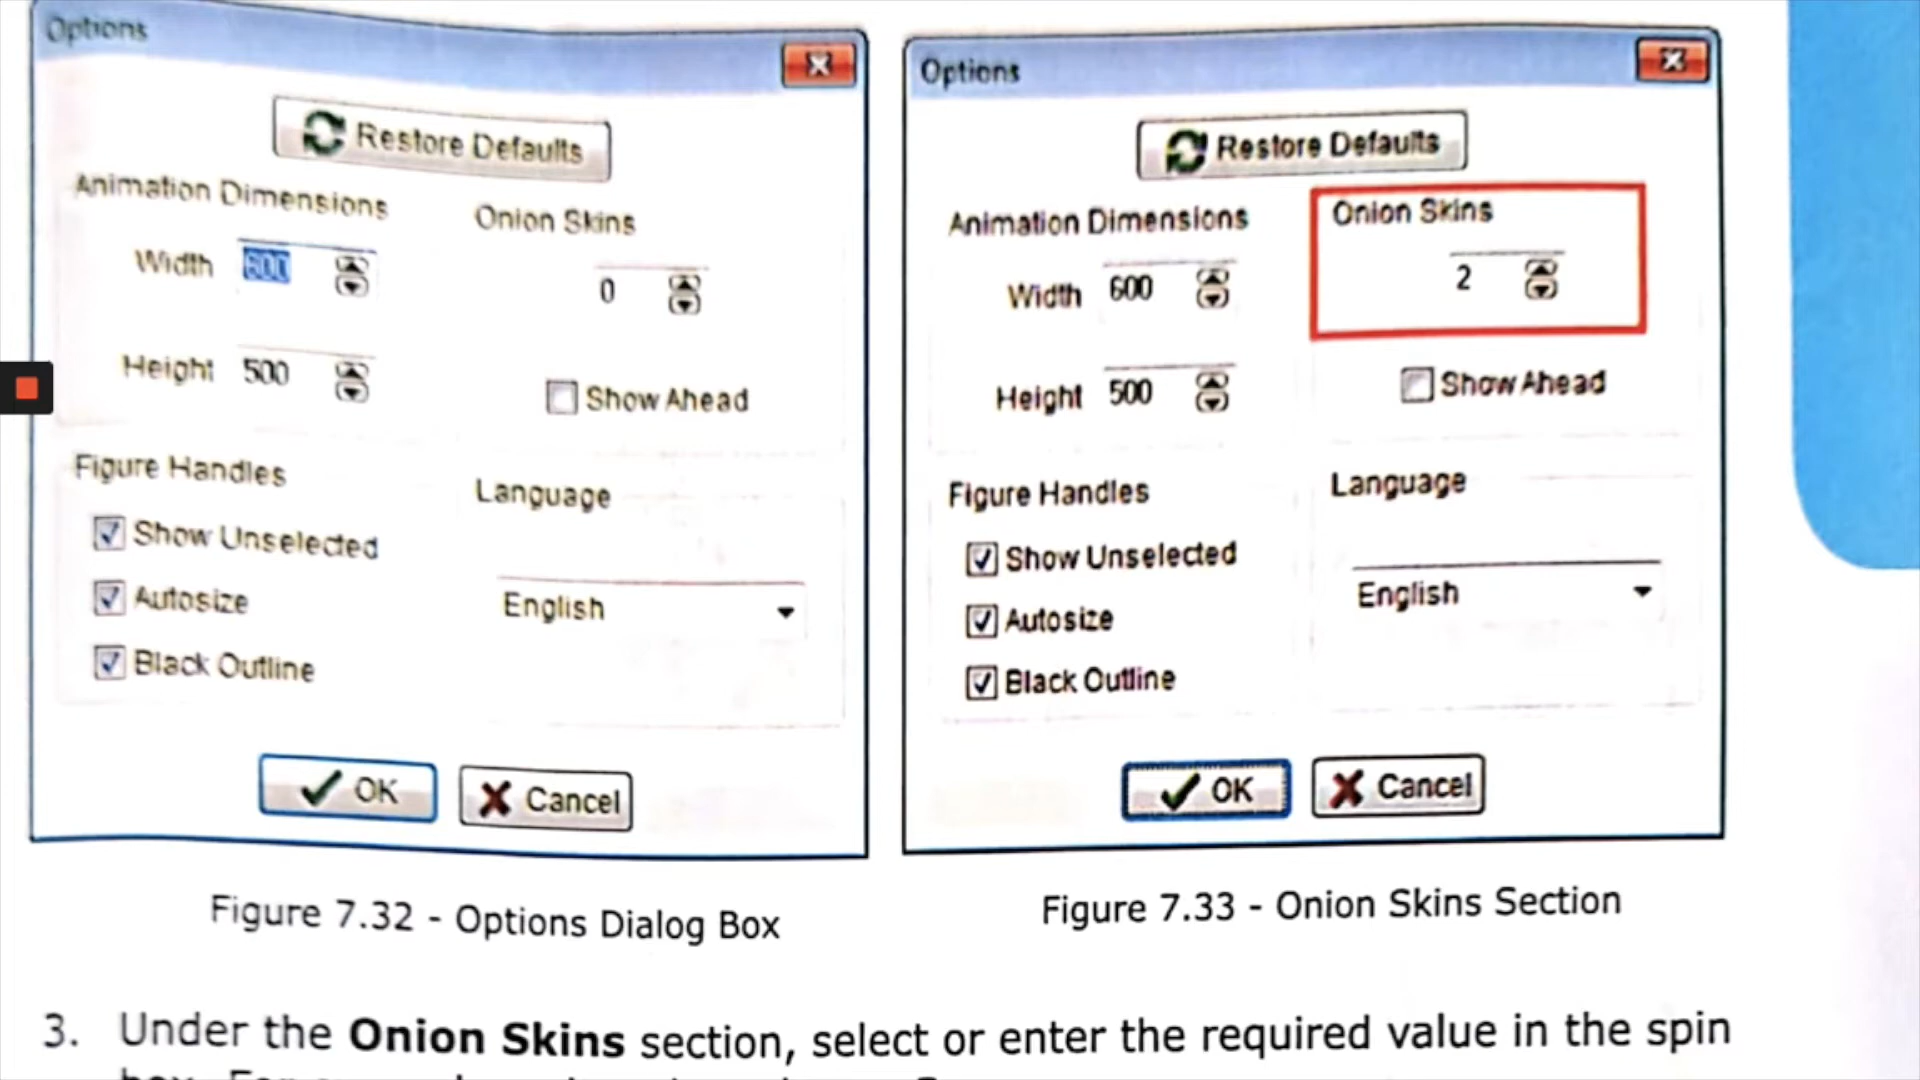 Options
Restore Defaults
Animation Dimensions
Onion Skins
Width 600
0
Height 500
Show Ahead
Figure Handles
Language
Show Unselected
Autosize
English
Black Outline
OK
Cancel
Figure 7.32 - Options Dialog Box
Options
Restore Defaults
Animation Dimensions
Onion Skins
Width 600
2
Height 500
Show Ahead
Figure Handles
Language
Show Unselected
English
Autosize
Black Outline
OK
Cancel
Figure 7.33 - Onion Skins Section
3. Under the Onion Skins section, select or enter the required value in the spin